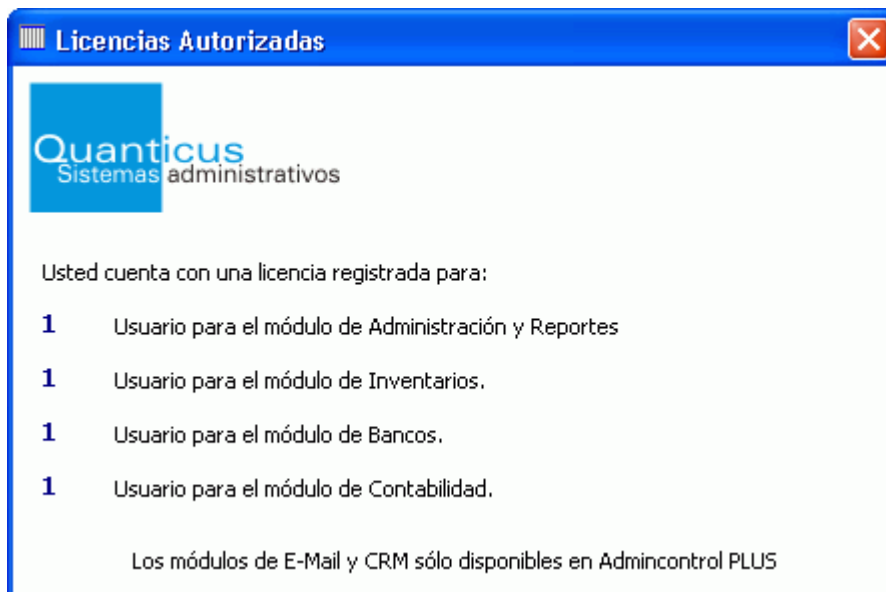 Licencias Autorizadas
Quanticus
Sistemas administrativos
Usted cuenta con una licencia registrada para:
1 Usuario para el módulo de Administración y Reportes
1 Usuario para el módulo de Inventarios.
1 Usuario para el módulo de Bancos.
1 Usuario para el módulo de Contabilidad.
Los módulos de E-Mail y CRM sólo disponibles en Admincontrol PLUS